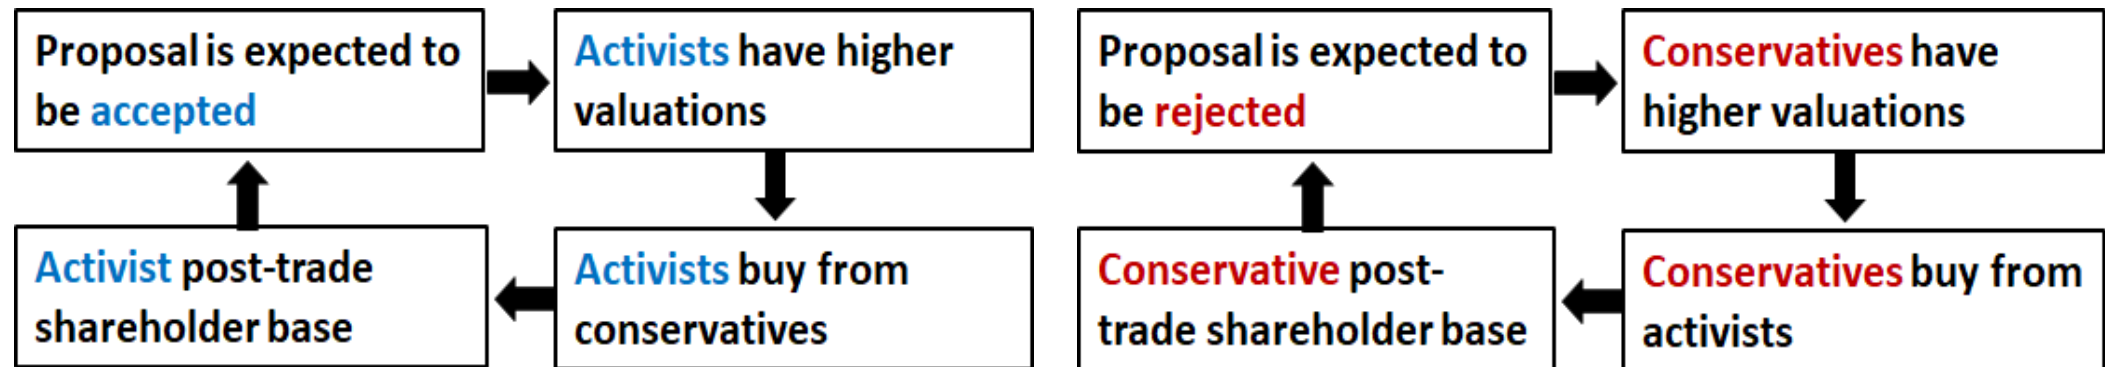 Proposal is expected to
be accepted
Activists have higher
valuations
Activist post-trade
shareholder base
Activists buy from
conservatives
Proposal is expected to
be rejected
Conservatives have
higher valuations
Conservative post-
trade shareholder base
Conservatives buy from
activists